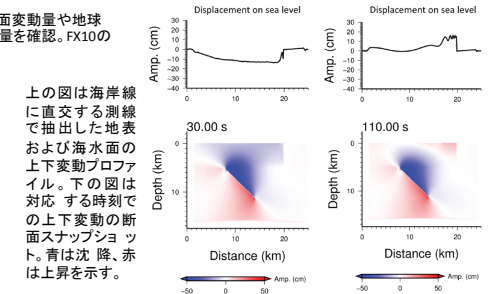 面変動量や地球
量を確認。FX10の
上の図は海岸線
に直交する測線
で抽出した地表
および海水面の
上下変動プロファ
イル。下の図は
対応 する時刻で
の上下変動の断
面スナップショ ッ
ト。青は沈 降、赤
は上昇を示す。
Displacement on sea level
Amp. (cm)
30
20
10
0
−10
−20
−30
−40
0 10 20
30.00 s
Depth (km)
0
10
0 10 20
Distance (km)
Amp. (cm)
−50 0 50
Displacement on sea level
Amp. (cm)
30
20
10
0
−10
−20
−30
−40
0 10 20
110.00 s
Depth (km)
0
10
0 10 20
Distance (km)
Amp. (cm)
−50 0 50